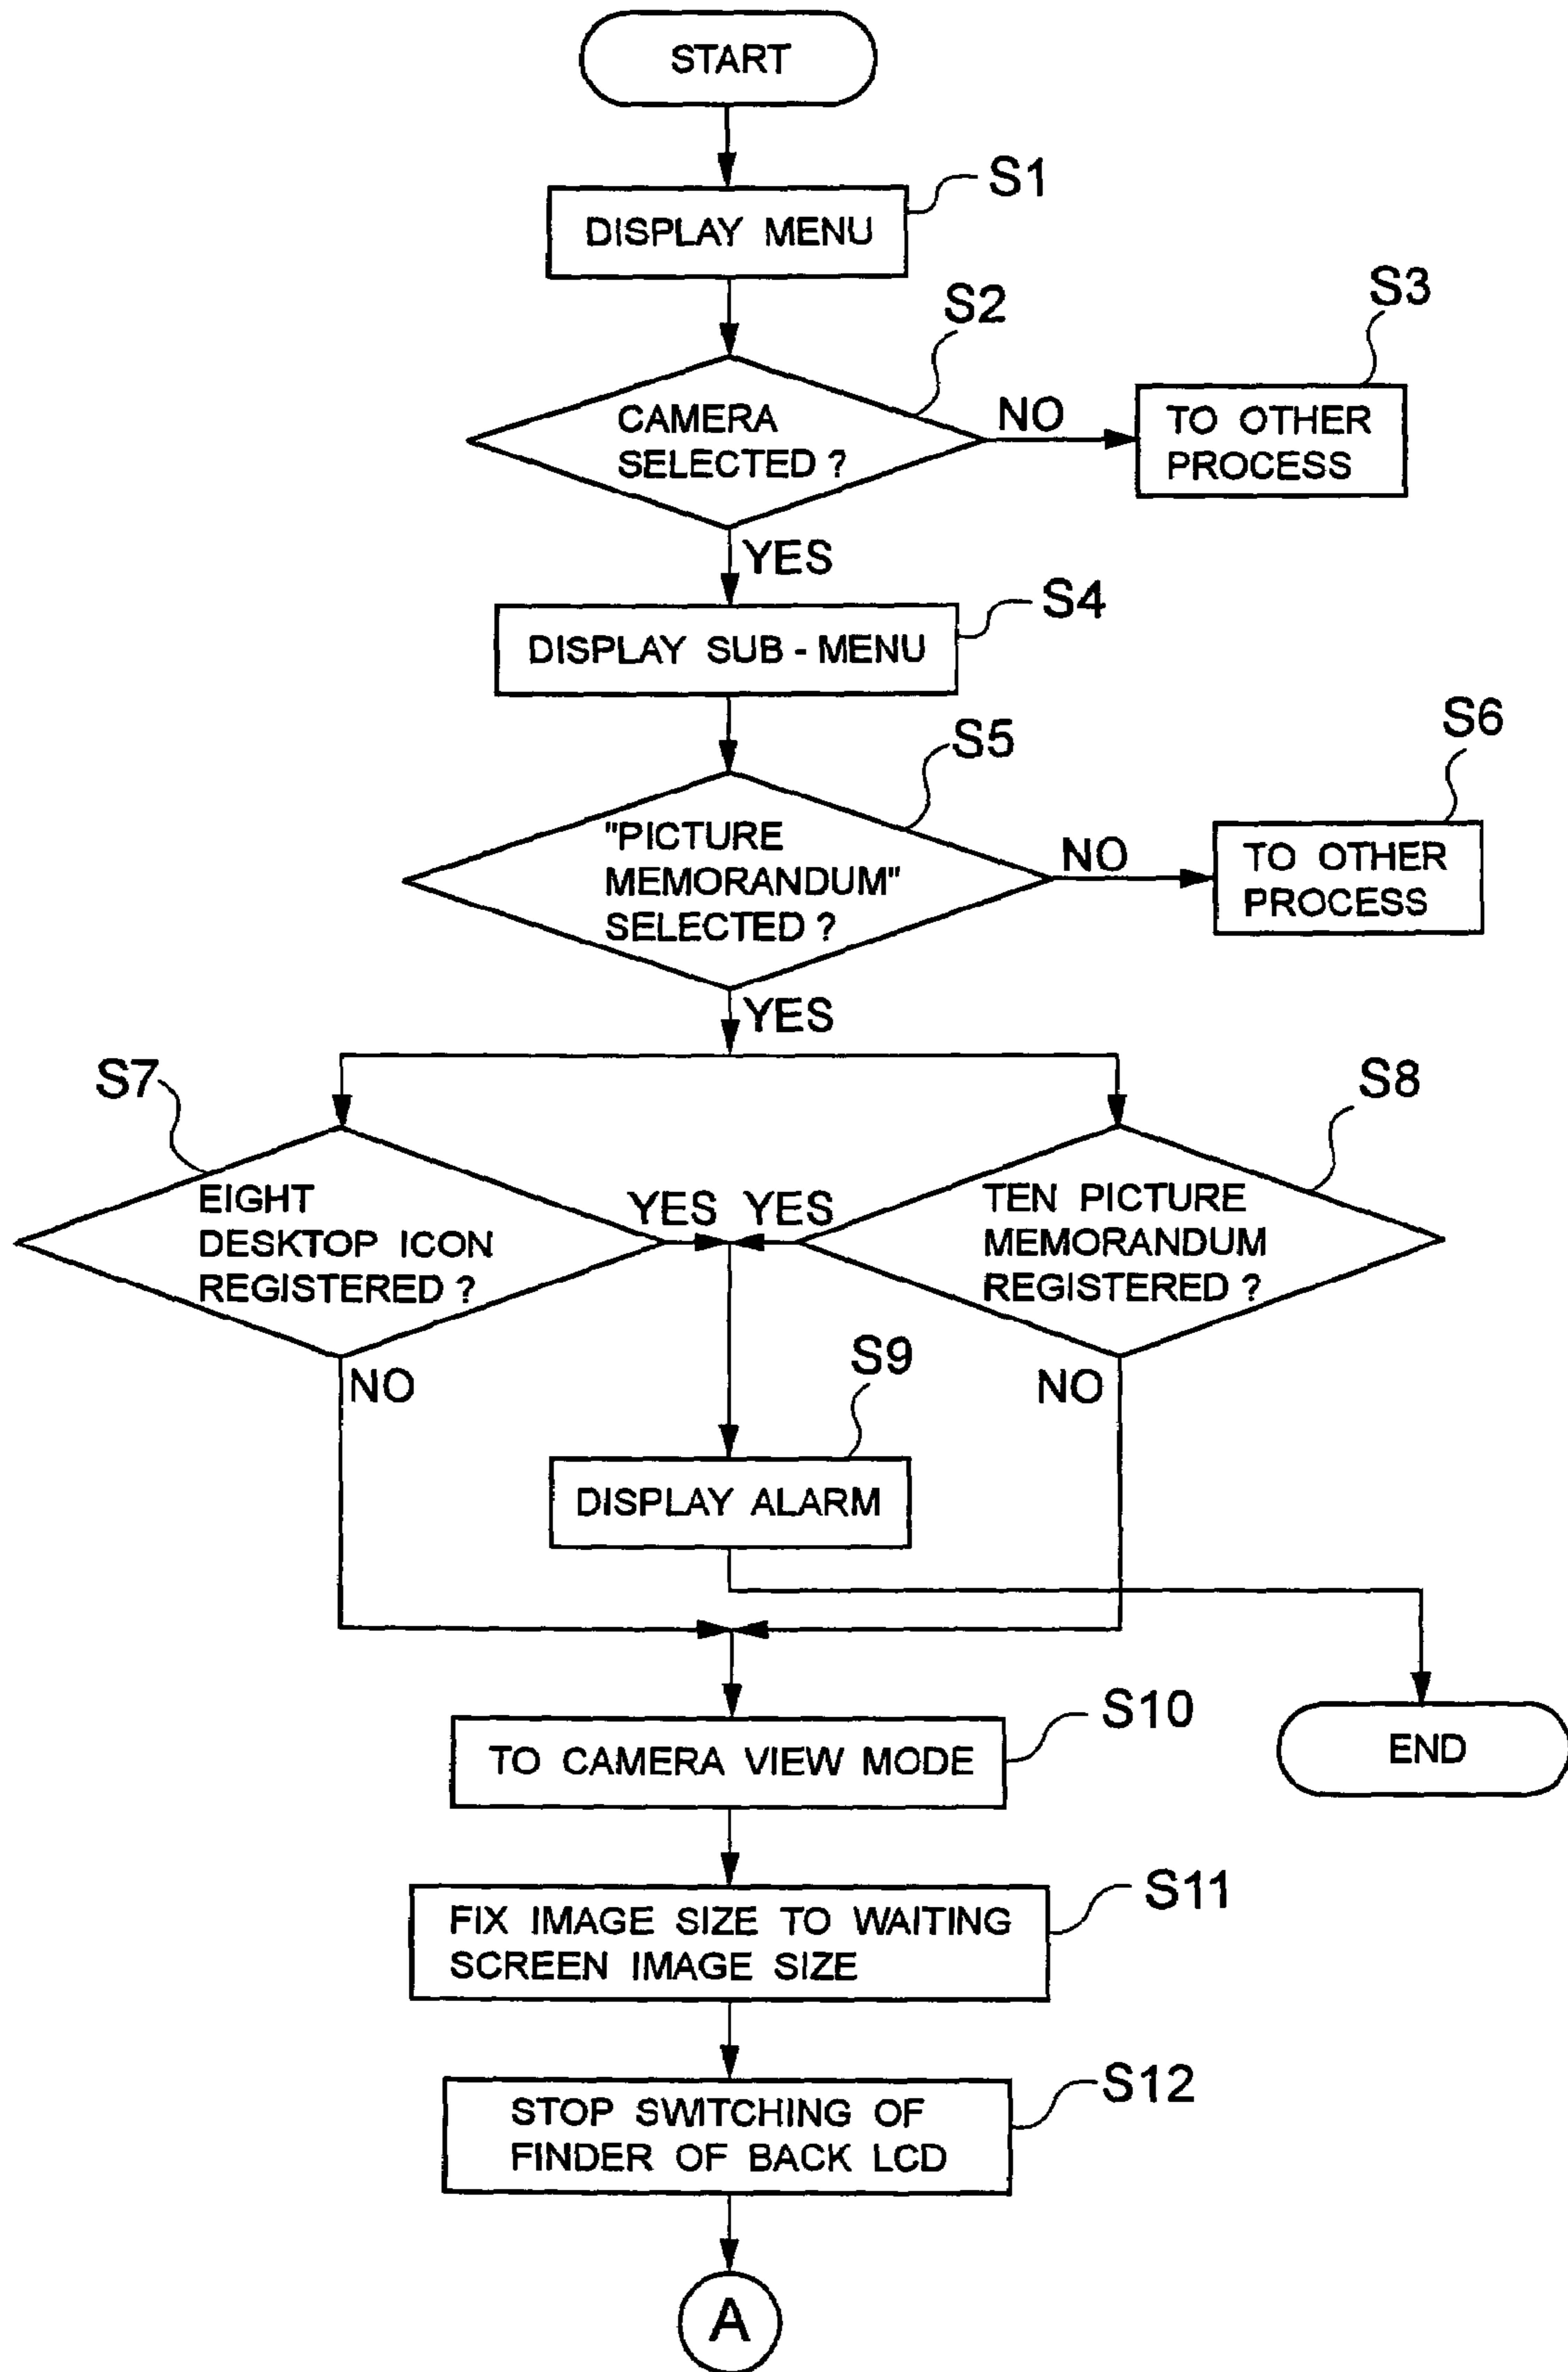 START
S1
DISPLAY MENU
S2
S3
CAMERA
SELECTED ?
NO
TO OTHER
PROCESS
YES
S4
DISPLAY SUB - MENU
S5
S6
"PICTURE
MEMORANDUM"
SELECTED ?
NO
TO OTHER
PROCESS
YES
S7
S8
EIGHT
DESKTOP ICON
REGISTERED ?
YES
YES
TEN PICTURE
MEMORANDUM
REGISTERED ?
NO
S9
NO
DISPLAY ALARM
S10
TO CAMERA VIEW MODE
END
S11
FIX IMAGE SIZE TO WAITING
SCREEN IMAGE SIZE
S12
STOP SWITCHING OF
FINDER OF BACK LCD
A